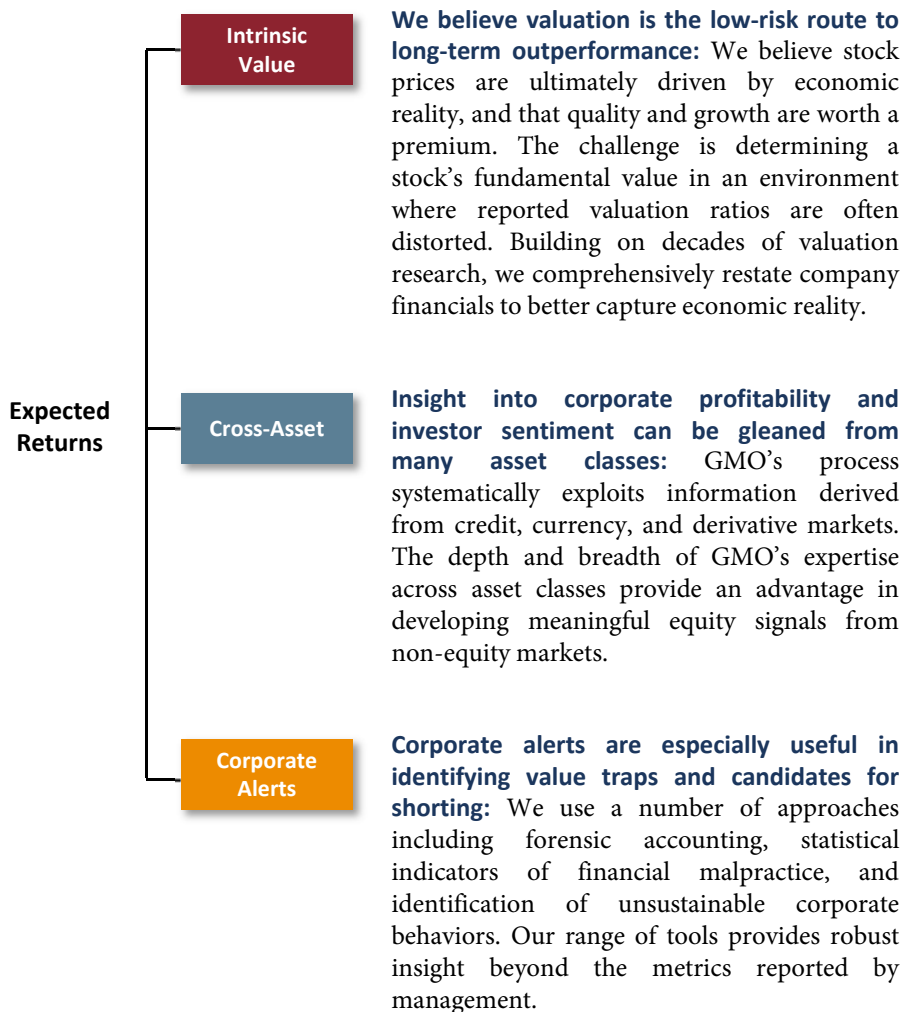 Intrinsic
Value
We believe valuation is the low-risk route to
long-term outperformance: We believe stock
prices are ultimately driven by economic
reality, and that quality and growth are worth a
premium. The challenge is determining a
stock’s fundamental value in an environment
where reported valuation ratios are often
distorted. Building on decades of valuation
research, we comprehensively restate company
financials to better capture economic reality.
Expected
Returns
Cross-Asset
Insight into corporate profitability and
investor sentiment can be gleaned from
many asset classes: GMO’s process
systematically exploits information derived
from credit, currency, and derivative markets.
The depth and breadth of GMO’s expertise
across asset classes provide an advantage in
developing meaningful equity signals from
non-equity markets.
Corporate
Alerts
Corporate alerts are especially useful in
identifying value traps and candidates for
shorting: We use a number of approaches
including forensic accounting, statistical
indicators of financial malpractice, and
identification of unsustainable corporate
behaviors. Our range of tools provides robust
insight beyond the metrics reported by
management.